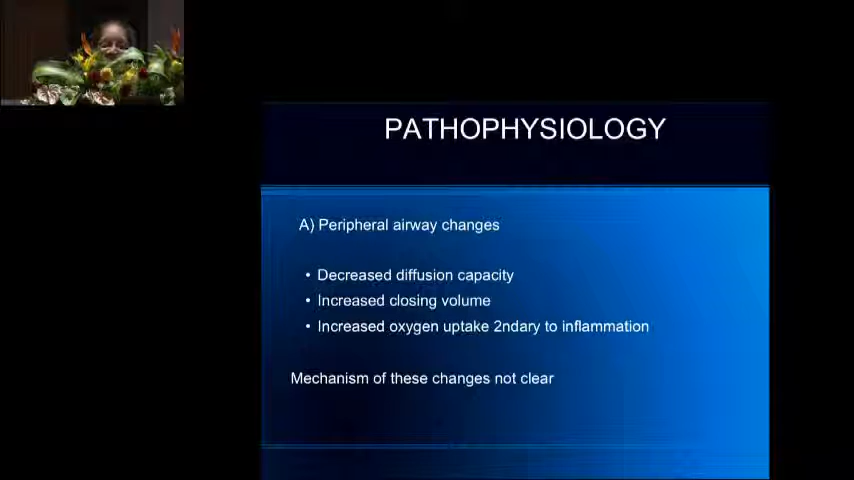 PATHOPHYSIOLOGY
A) Peripheral airway changes
• Decreased diffusion capacity
• Increased closing volume
• Increased oxygen uptake 2ndary to inflammation
Mechanism of these changes not clear